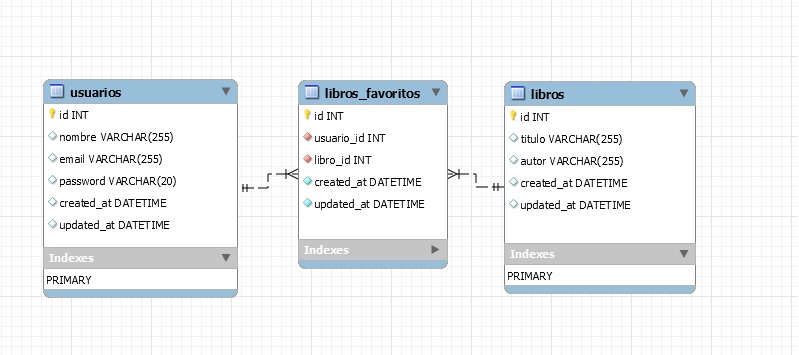 usuarios
id INT
nombre VARCHAR(255)
email VARCHAR(255)
password VARCHAR(20)
created_at DATETIME
updated_at DATETIME
Indexes
PRIMARY
libros_favoritos
id INT
usuario_id INT
libro_id INT
created_at DATETIME
updated_at DATETIME
Indexes
libros
id INT
titulo VARCHAR(255)
autor VARCHAR(255)
created_at DATETIME
updated_at DATETIME
Indexes
PRIMARY